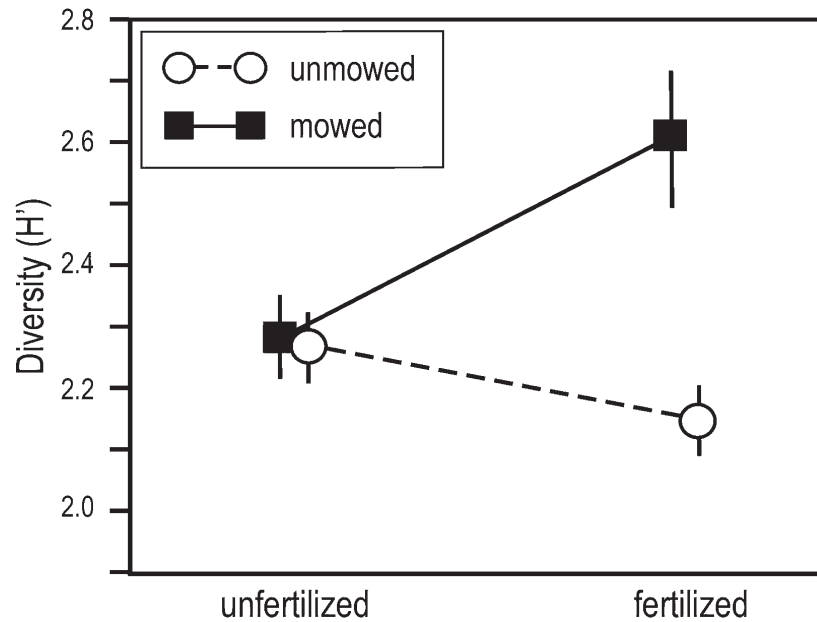 2.8
unmowed
mowed
2.6
2.4
2.2
2.0
Diversity (H')
unfertilized
fertilized